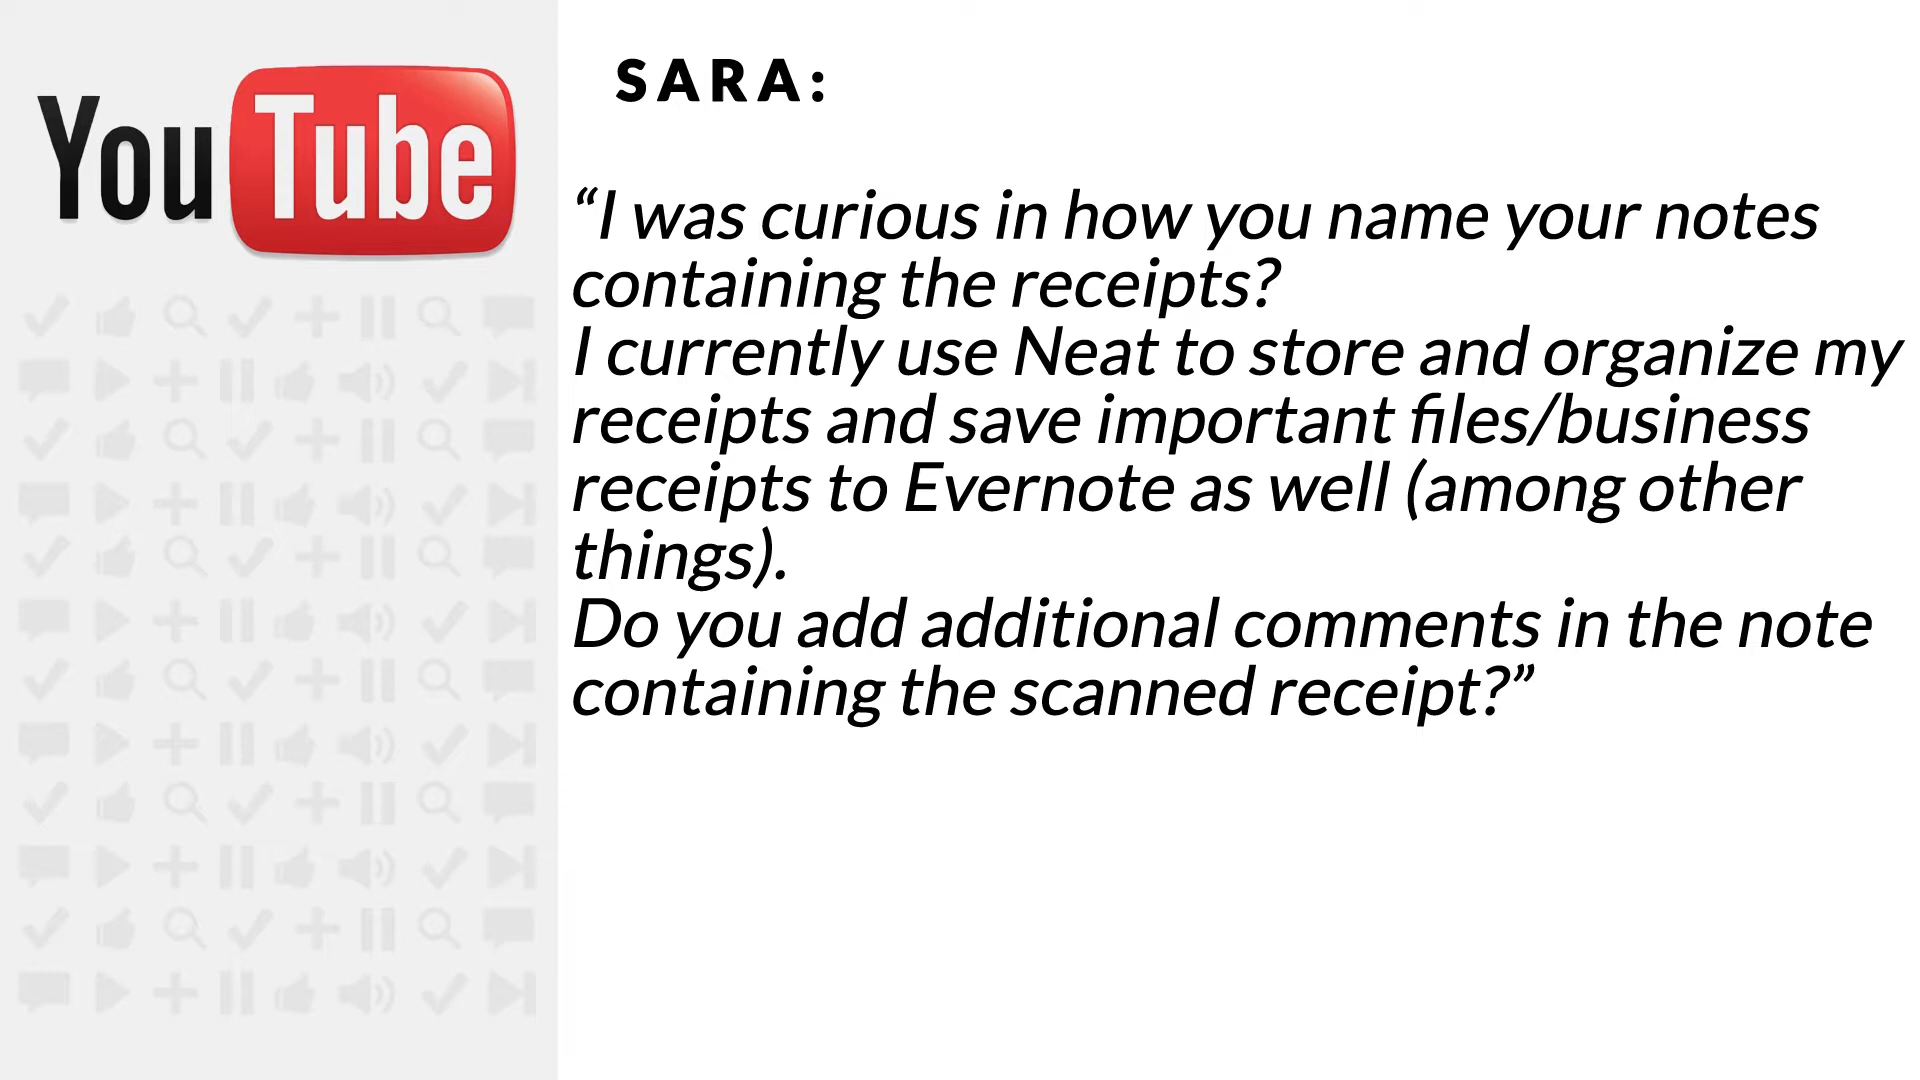 YouTube
SARA:
“I was curious in how you name your notes
containing the receipts?
I currently use Neat to store and organize my
receipts and save important files/business
receipts to Evernote as well (among other
things).
Do you add additional comments in the note
containing the scanned receipt?”